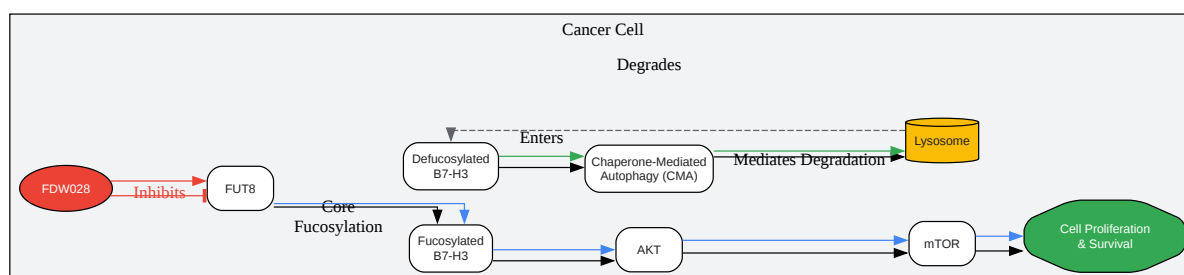 Cancer Cell
Degrades
Enters
Defucosylated
B7-H3
Chaperone-Mediated
Autophagy (CMA)
Mediates Degradation
Lysosome
FDW028
Inhibits
FUT8
Core
Fucosylation
Fucosylated
B7-H3
AKT
mTOR
Cell Proliferation
& Survival